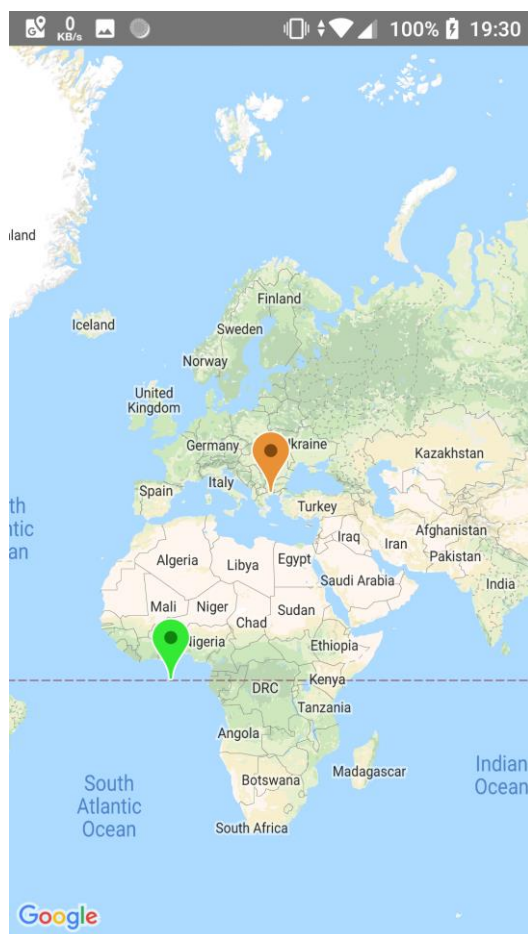 0
KB/s
100%
19:30
land
Iceland
Finland
Sweden
Norway
United
Kingdom
Germany
Ukraine
Kazakhstan
Spain
Italy
Turkey
th
ntic
an
Afghanistan
Iraq
Iran
Pakistan
Algeria
Libya
Egypt
Saudi Arabia
India
Mali
Niger
Chad
Sudan
Nigeria
Ethiopia
DRC
Kenya
Tanzania
Angola
South
Atlantic
Ocean
Botswana
Madagascar
Indian
Ocean
South Africa
Google